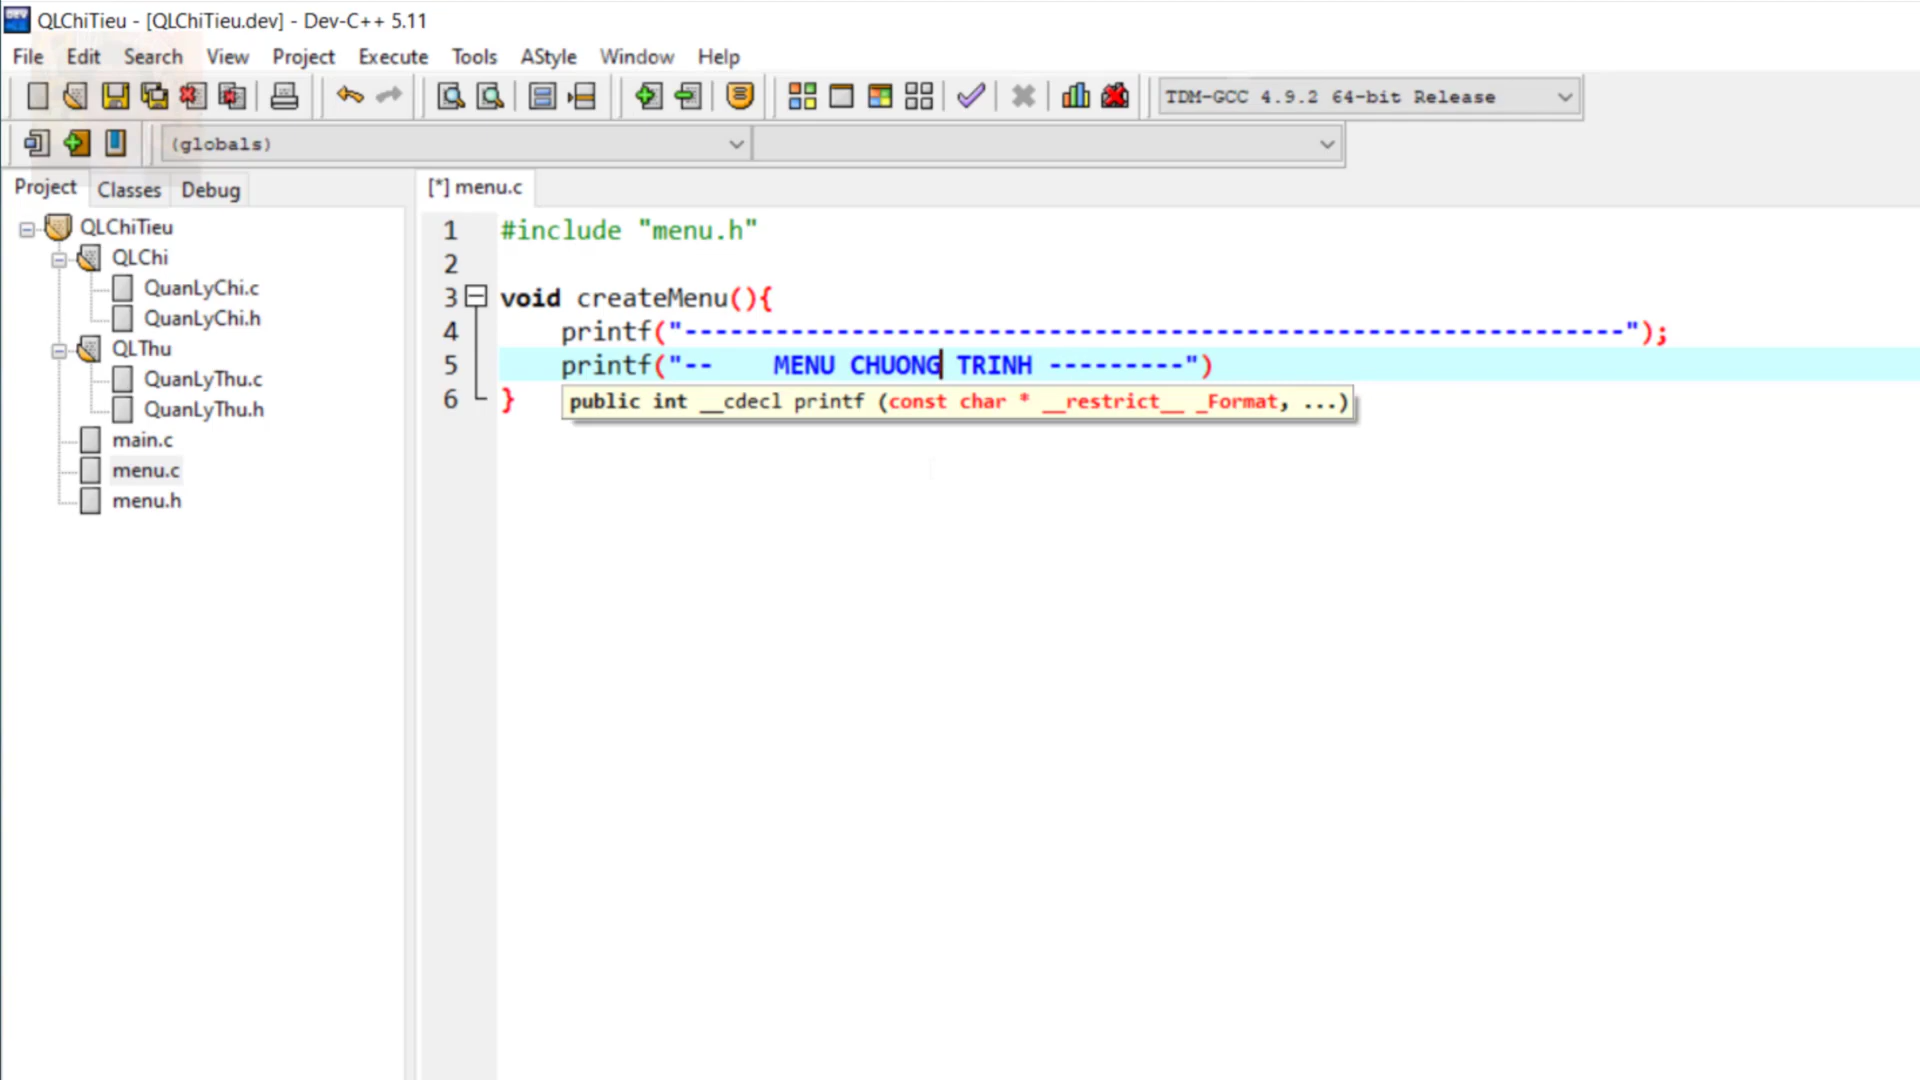 QLChiTieu - [QLChiTieu.dev] - Dev-C++ 5.11
File Edit Search View Project Execute Tools AStyle Window Help
TDM-GCC 4.9.2 64-bit Release
(globals)
Project Classes Debug
[*] menu.c
QLChiTieu
QLChi
QuanLyChi.c
QuanLyChi.h
QLThu
QuanLyThu.c
QuanLyThu.h
main.c
menu.c
menu.h
1 #include "menu.h"
2
3 void createMenu(){
4 printf("--------------------------------------------------------------");
5 printf("--    MENU CHUONG TRINH ---------")
6 }
public int __cdecl printf (const char * __restrict__ _Format, ...)